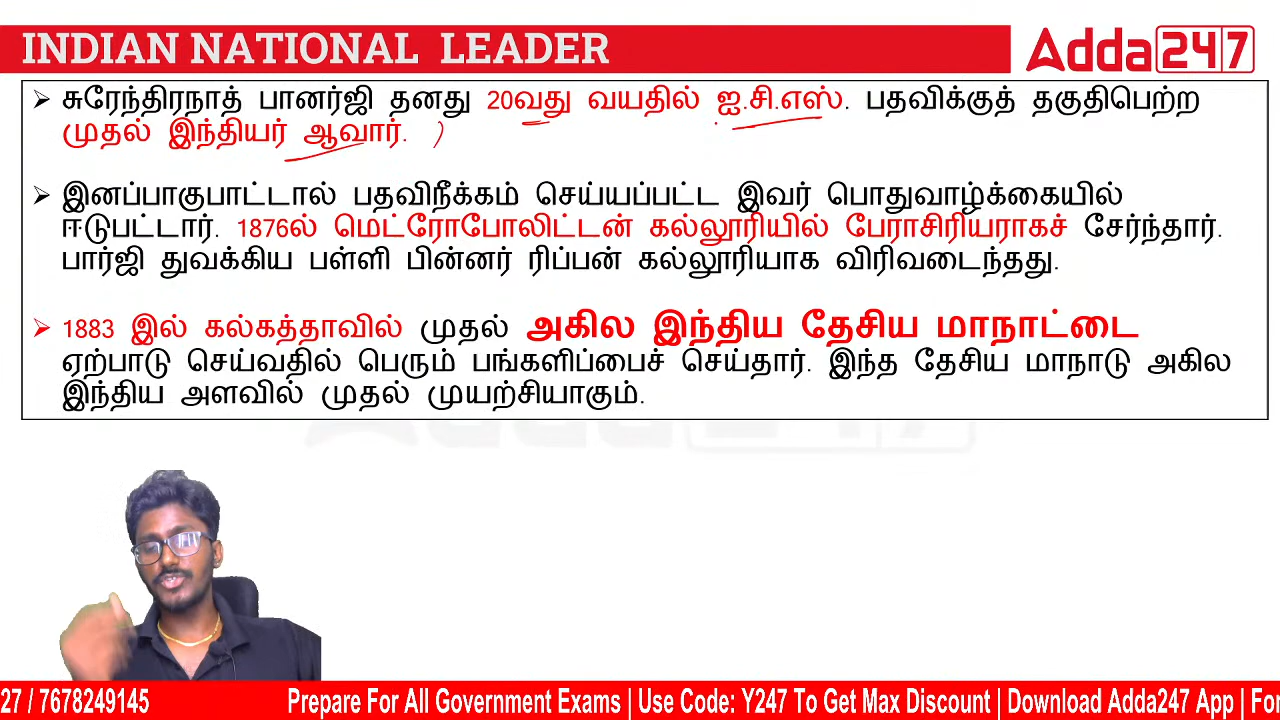 INDIAN NATIONAL LEADER
Adda247
சுரேந்திரநாத் பானர்ஜி தனது 20வது வயதில் ஐ.சி.எஸ். பதவிக்குத் தகுதிபெற்ற
முதல் இந்தியர் ஆவார்.
இனப்பாகுபாட்டால் பதவிநீக்கம் செய்யப்பட்ட இவர் பொதுவாழ்க்கையில்
ஈடுபட்டார். 1876ல் மெட்ரோபோலிட்டன் கல்லூரியில் பேராசிரியராகச் சேர்ந்தார்.
பார்ஜி துவக்கிய பள்ளி பின்னர் ரிப்பன் கல்லூரியாக விரிவடைந்தது.
1883 இல் கல்கத்தாவில் முதல் அகில இந்திய தேசிய மாநாட்டை
ஏற்பாடு செய்வதில் பெரும் பங்களிப்பைச் செய்தார். இந்த தேசிய மாநாடு அகில
இந்திய அளவில் முதல் முயற்சியாகும்.
27 / 7678249145 Prepare For All Government Exams | Use Code: Y247 To Get Max Discount | Download Adda247 App | Fo